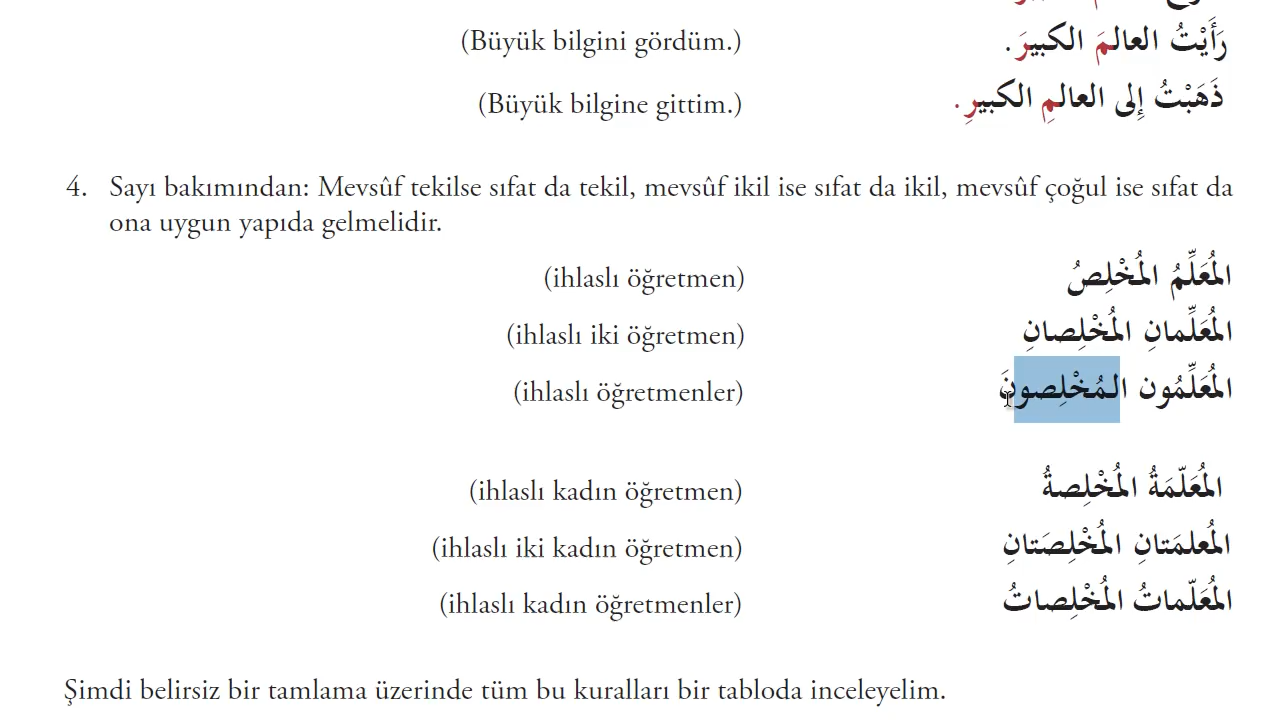 رَأَيْتُ العالمَ الكبيرَ. (Büyük bilgini gördüm.)
ذَهَبْتُ إِلى العالمِ الكبيرِ. (Büyük bilgine gittim.)
4. Sayı bakımından: Mevsûf tekilse sıfat da tekil, mevsûf ikil ise sıfat da ikil, mevsûf çoğul ise sıfat da
ona uygun yapıda gelmelidir.
المُعَلِّمُ المُخْلِصُ (ihlaslı öğretmen)
المُعَلِّمانِ المُخْلِصانِ (ihlaslı iki öğretmen)
المُعَلِّمُون المُخْلِصونَ (ihlaslı öğretmenler)
المُعَلّمَةُ المُخْلِصةُ (ihlaslı kadın öğretmen)
المُعلمَتانِ المُخْلِصَتانِ (ihlaslı iki kadın öğretmen)
المُعَلّماتُ المُخْلِصاتُ (ihlaslı kadın öğretmenler)
Şimdi belirsiz bir tamlama üzerinde tüm bu kuralları bir tabloda inceleyelim.